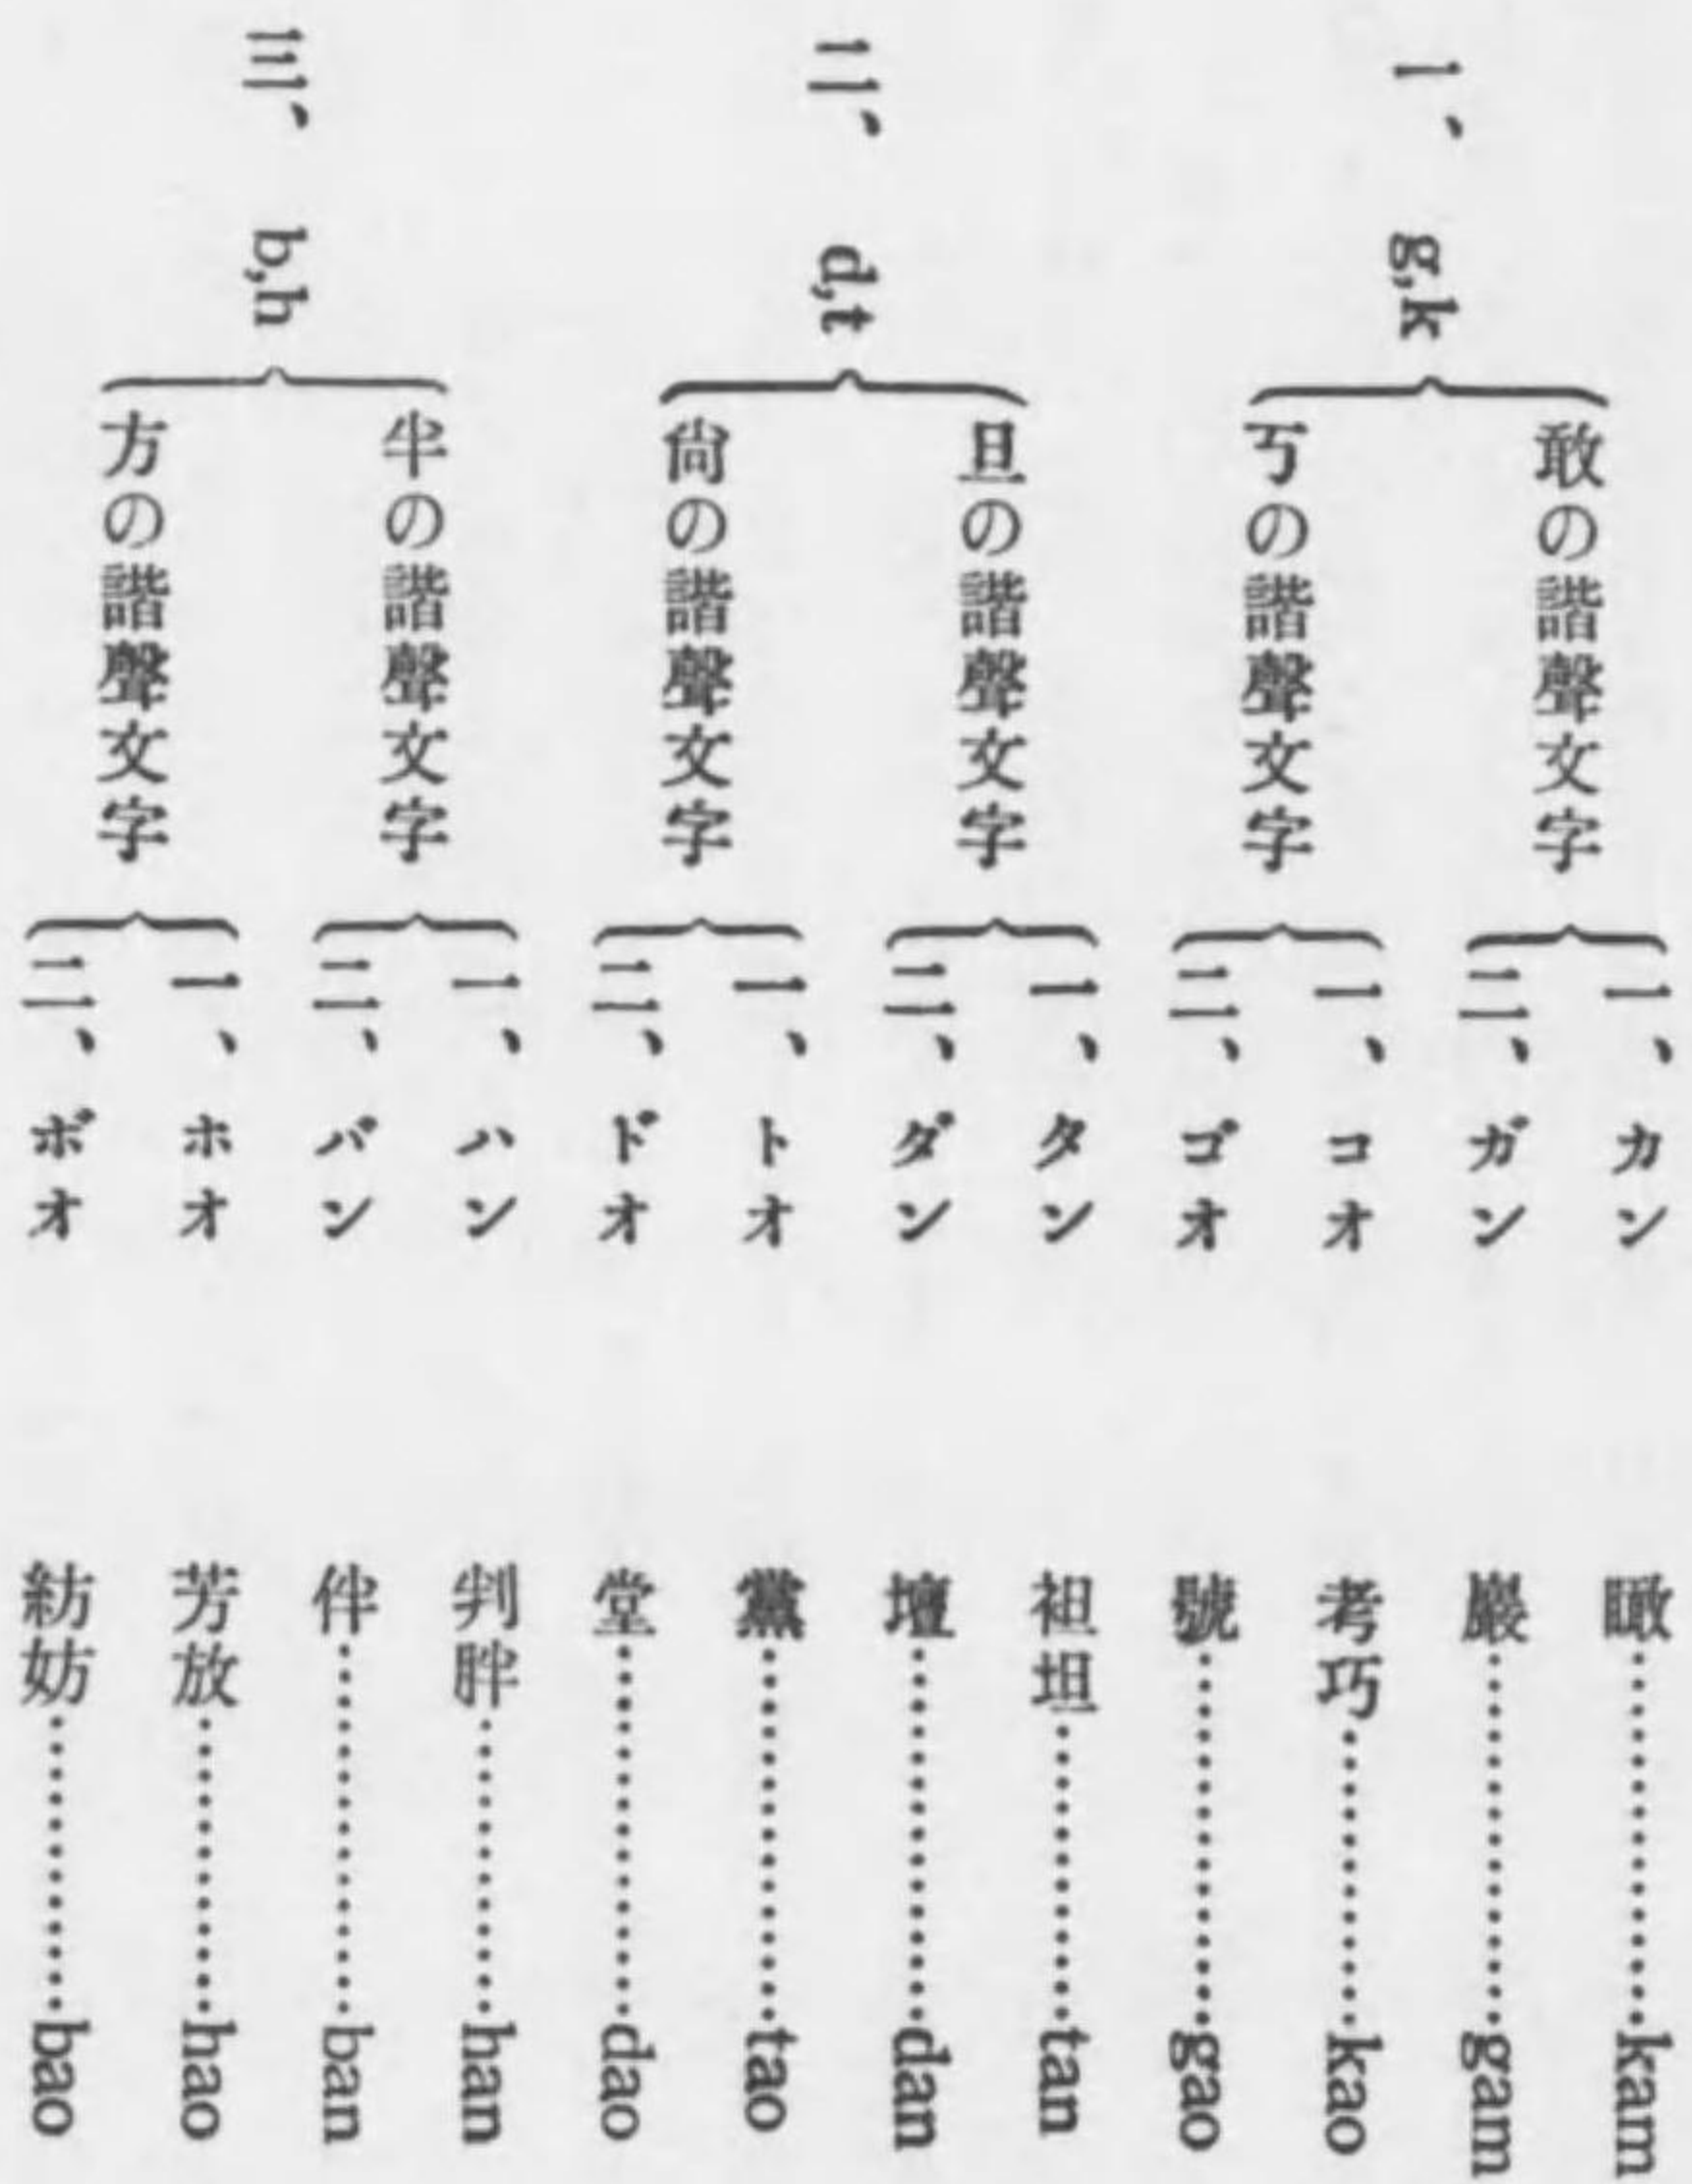 一、 g,k
敢の諧聲文字
一、カン 瞰……………kam
二、ガン 巖……………gam
丂の諧聲文字
一、コオ 考巧……………kao
二、ゴオ 號……………gao
二、 d,t
旦の諧聲文字
一、タン 袒坦……………tan
二、ダン 壇……………dan
尙の諧聲文字
一、トオ 黨……………tao
二、ドオ 堂……………dao
三、 b,h
半の諧聲文字
一、ハン 判胖……………han
二、バン 伴……………ban
方の諧聲文字
一、ホオ 芳放……………hao
二、ボオ 紡妨……………bao